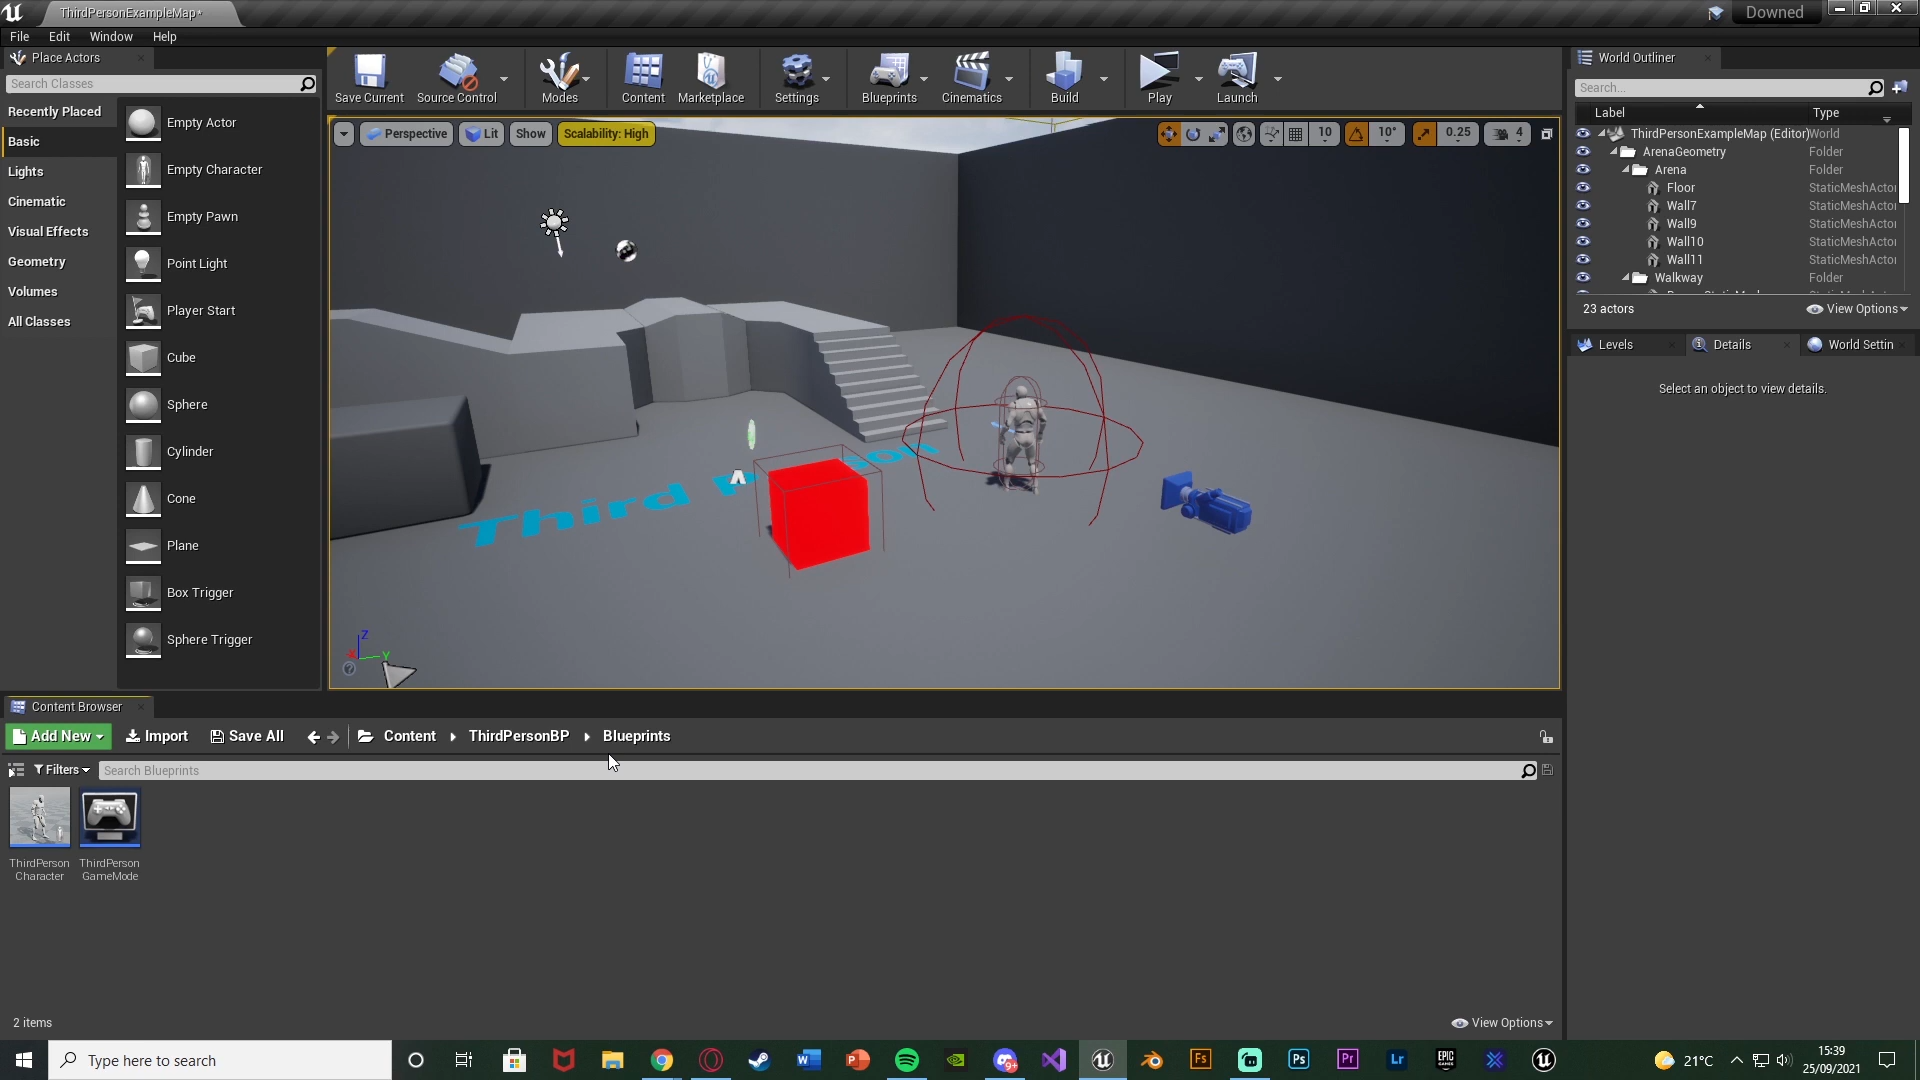 ThirdPersonExampleMap*
Downed
File Edit Window Help
Place Actors
Search Classes
Recently Placed
Basic
Lights
Cinematic
Visual Effects
Geometry
Volumes
All Classes
Empty Actor
Empty Character
Empty Pawn
Point Light
Player Start
Cube
Sphere
Cylinder
Cone
Plane
Box Trigger
Sphere Trigger
Save Current
Source Control
Modes
Content
Marketplace
Settings
Blueprints
Cinematics
Build
Play
Launch
Perspective
Lit
Show
Scalability: High
10
10°
0.25
4
Third P son
Z
X
Y
World Outliner
Search...
Label Type
ThirdPersonExampleMap (Editor) World
ArenaGeometry Folder
Arena Folder
Floor StaticMeshActor
Wall7 StaticMeshActor
Wall9 StaticMeshActor
Wall10 StaticMeshActor
Wall11 StaticMeshActor
Walkway Folder
23 actors
View Options
Levels
Details
World Settin
Select an object to view details.
Content Browser
Add New
Import
Save All
Content
ThirdPersonBP
Blueprints
Filters
Search Blueprints
ThirdPerson
Character
ThirdPerson
GameMode
2 items
View Options
Type here to search
21°C
15:39
25/09/2021